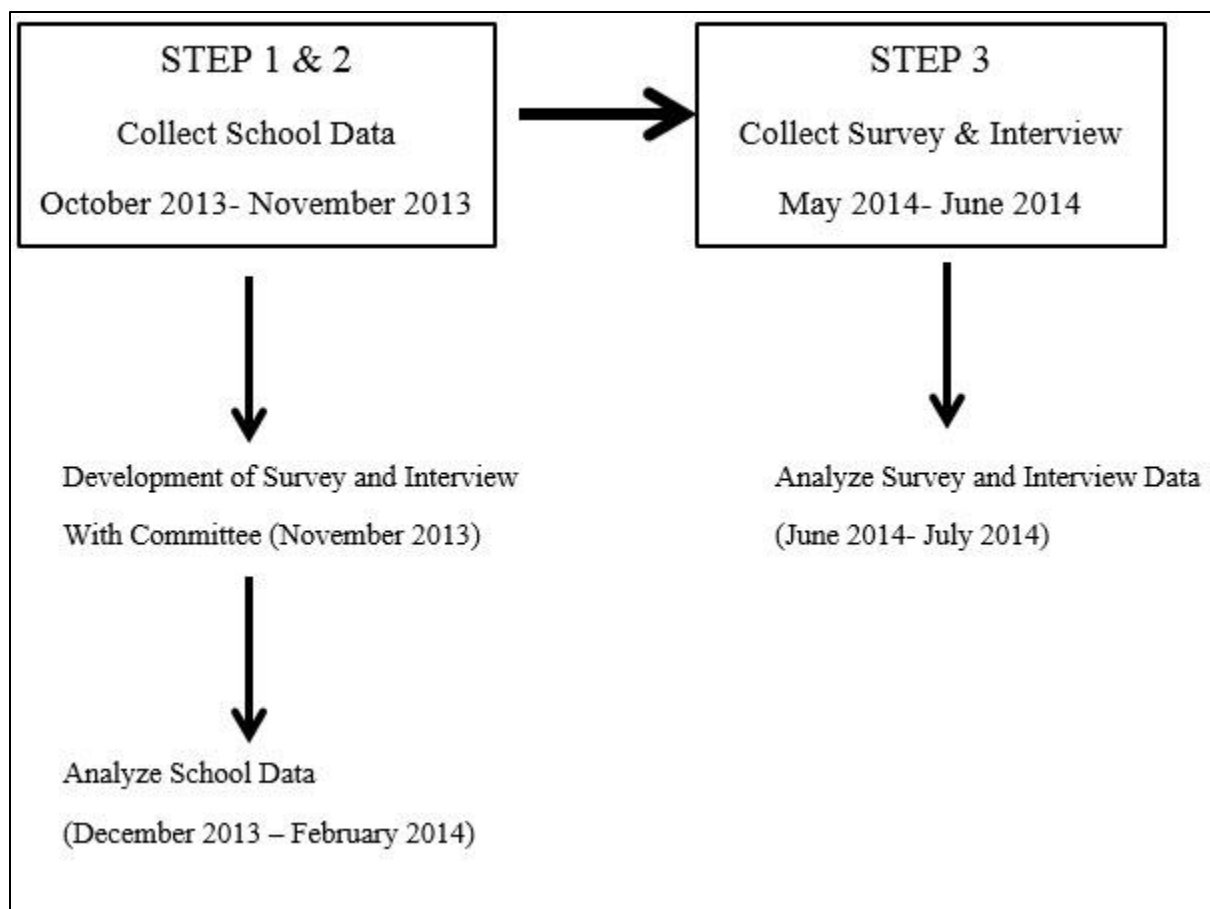 STEP 1 & 2
Collect School Data
October 2013- November 2013
STEP 3
Collect Survey & Interview
May 2014- June 2014
Development of Survey and Interview
With Committee (November 2013)
Analyze Survey and Interview Data
(June 2014- July 2014)
Analyze School Data
(December 2013 – February 2014)